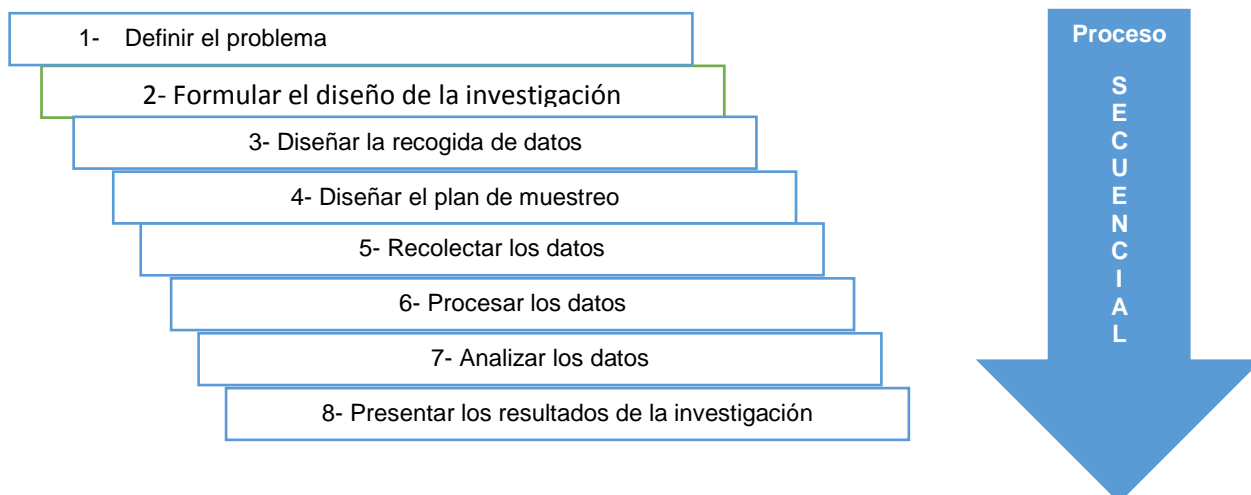 1- Definir el problema
2- Formular el diseño de la investigación
3- Diseñar la recogida de datos
4- Diseñar el plan de muestreo
5- Recolectar los datos
6- Procesar los datos
7- Analizar los datos
8- Presentar los resultados de la investigación
Proceso
S
E
C
U
E
N
C
I
A
L